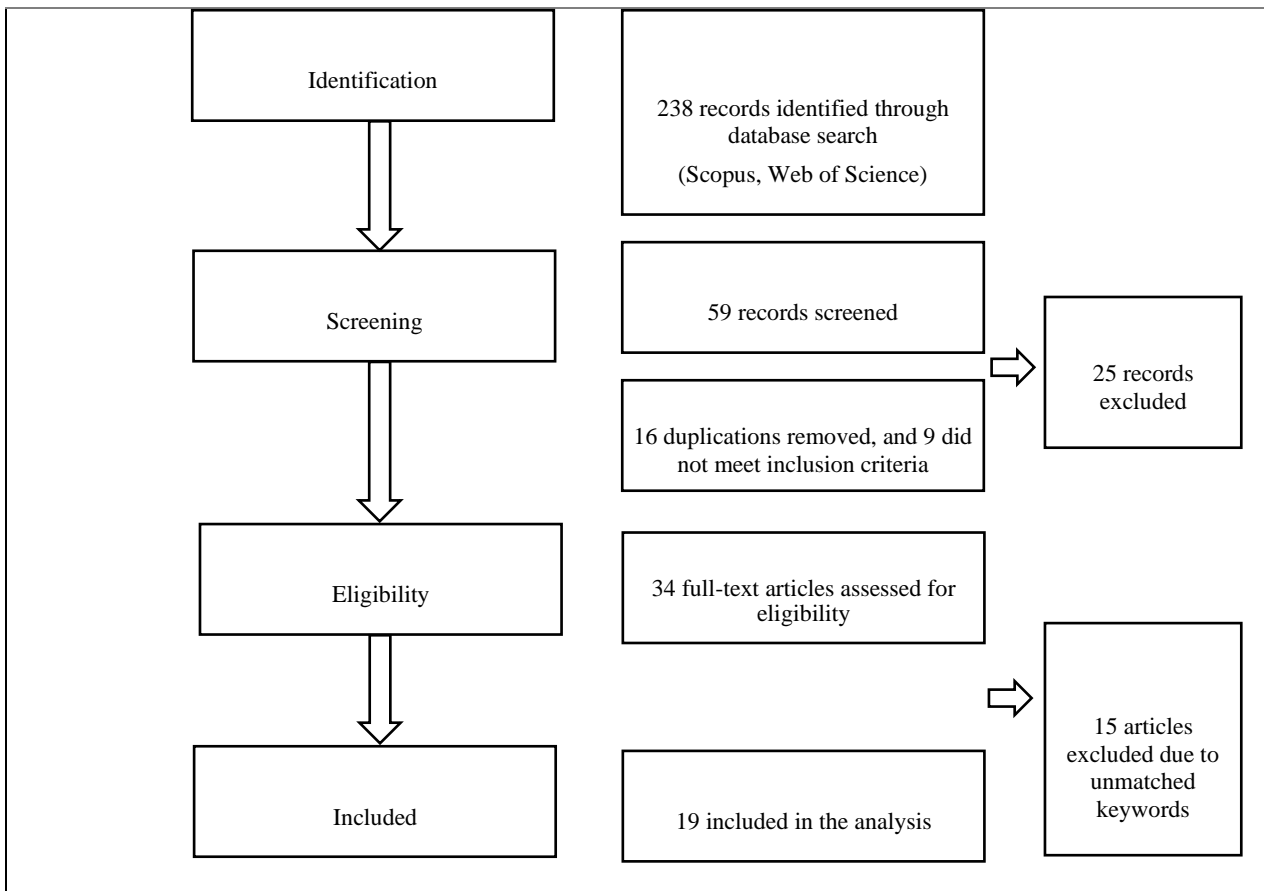 Identification
238 records identified through
database search
(Scopus, Web of Science)
Screening
59 records screened
25 records
excluded
16 duplications removed, and 9 did
not meet inclusion criteria
Eligibility
34 full-text articles assessed for
eligibility
15 articles
excluded due to
unmatched
keywords
Included
19 included in the analysis